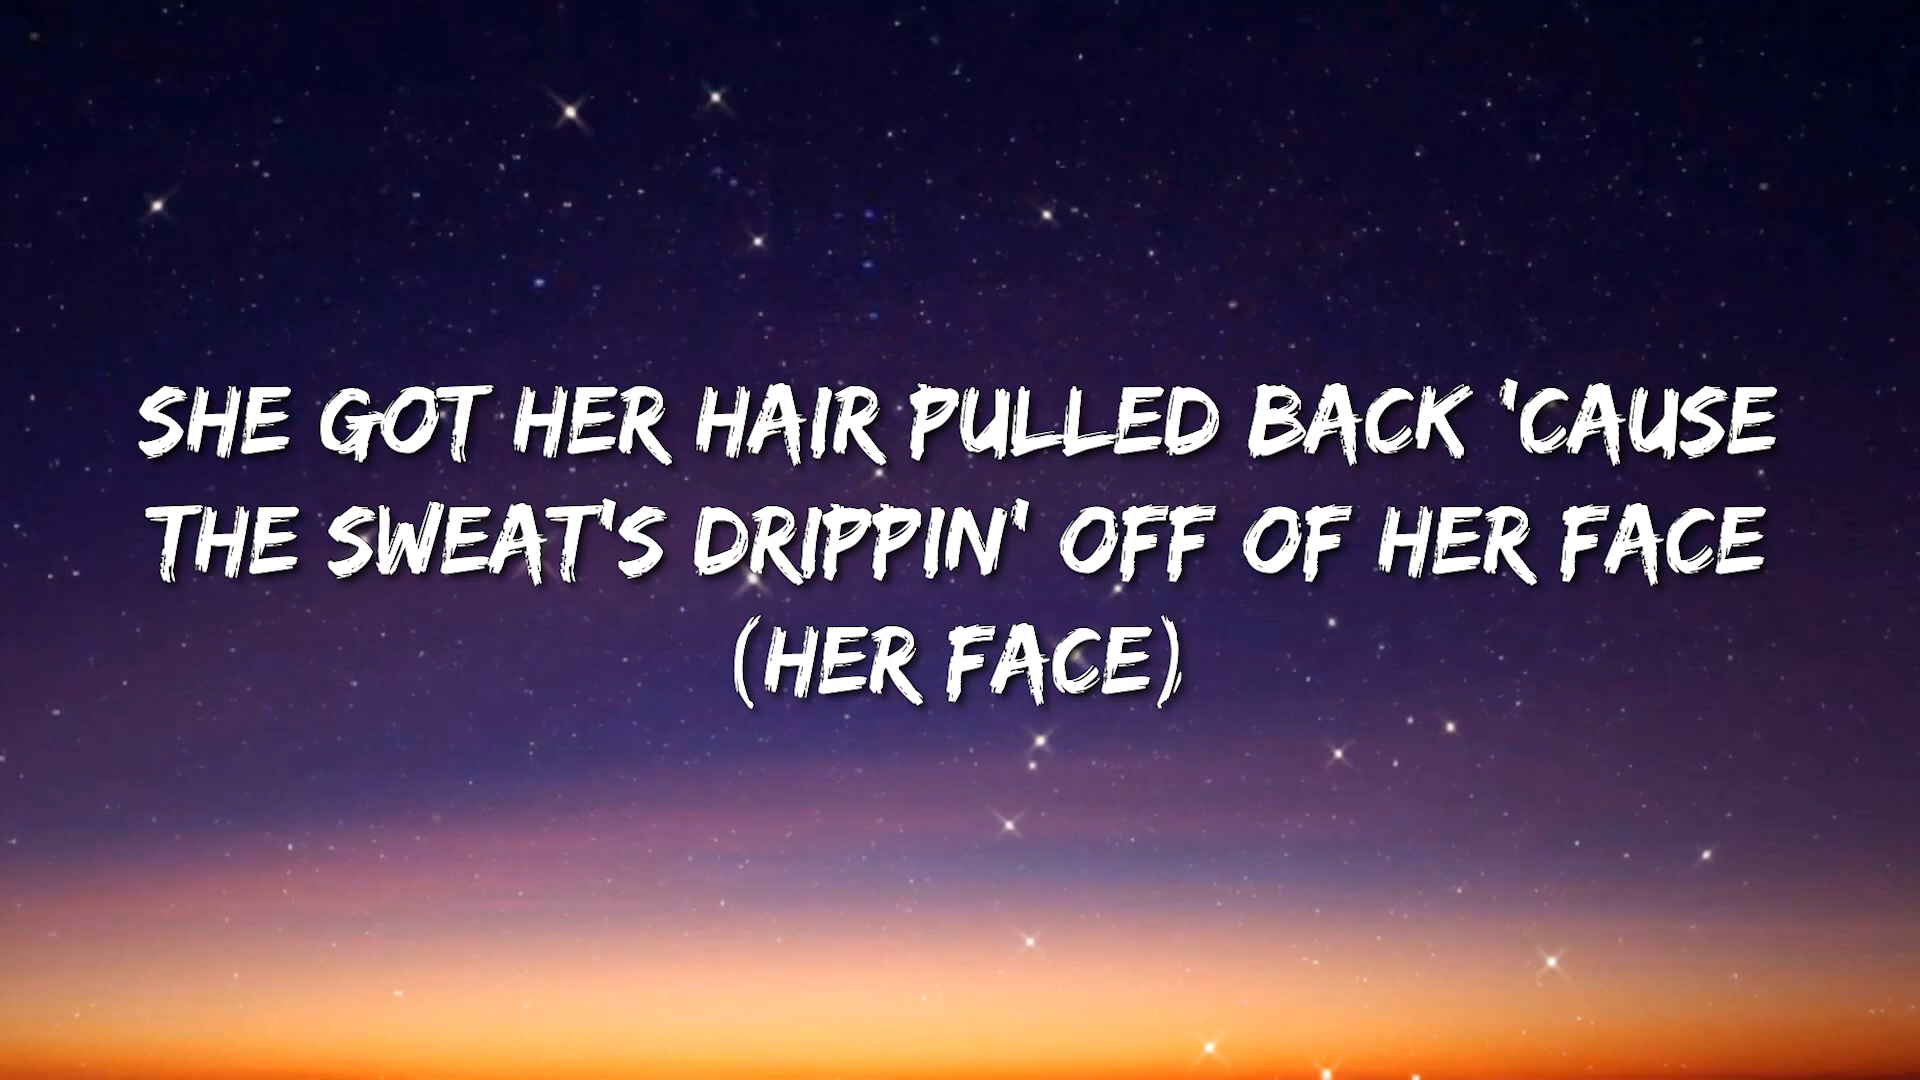 SHE GOT HER HAIR PULLED BACK 'CAUSE
THE SWEAT'S DRIPPIN' OFF OF HER FACE
(HER FACE)